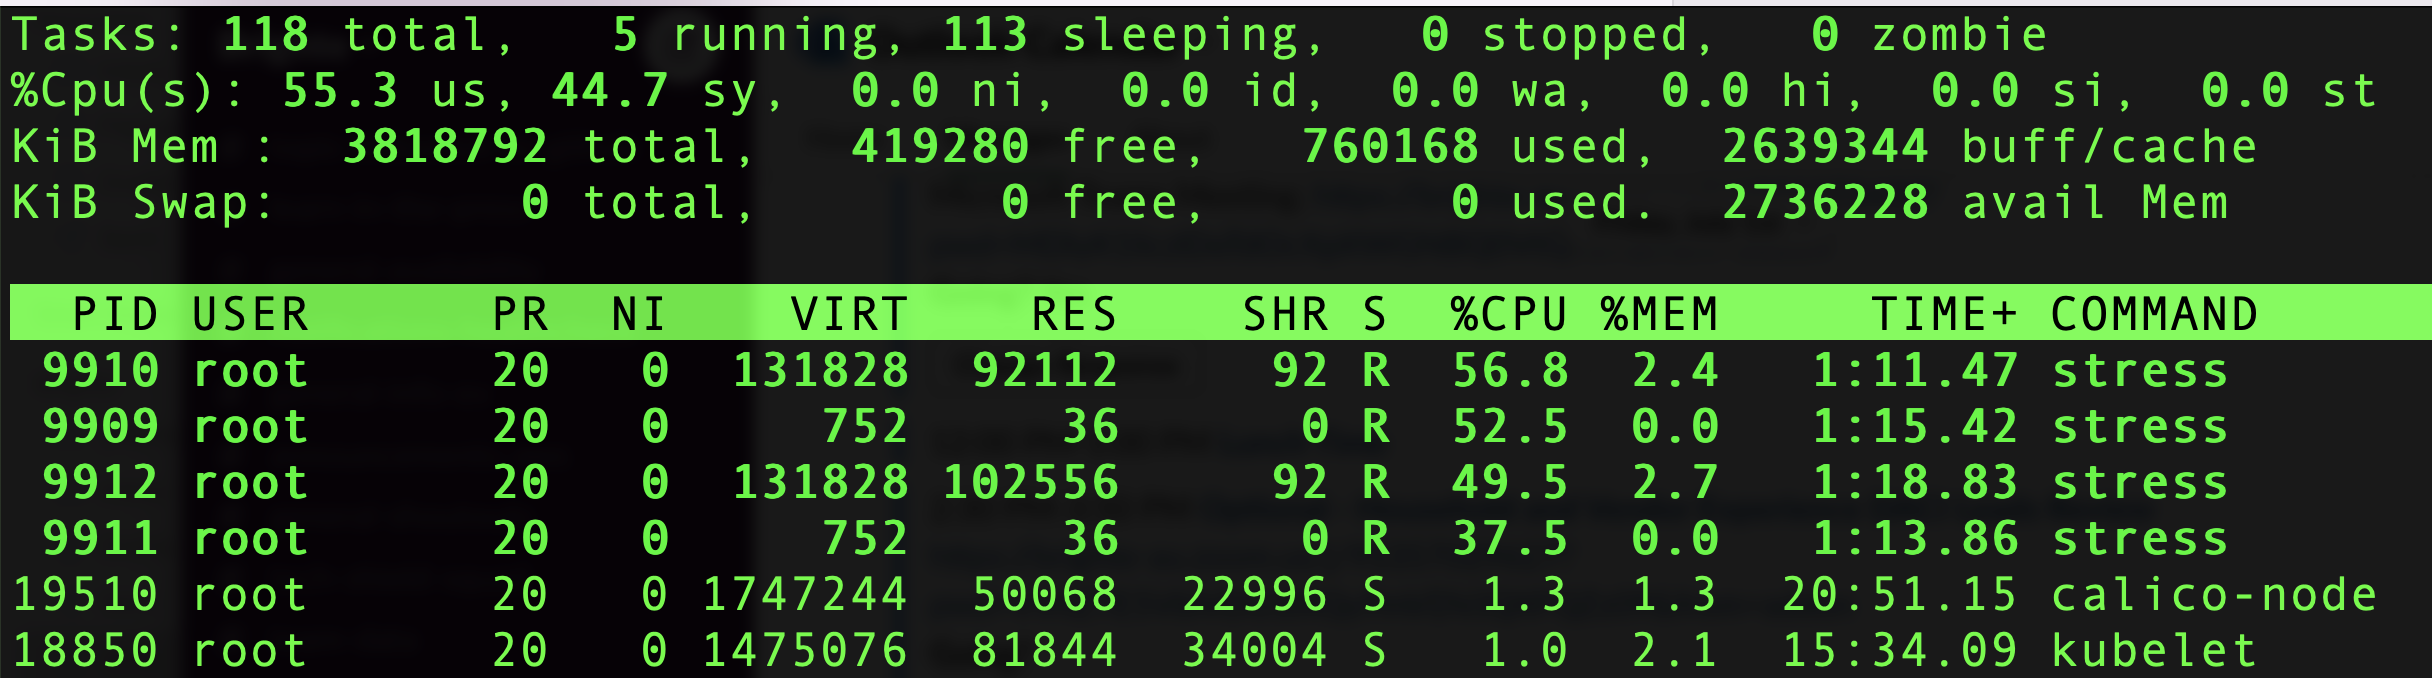 Tasks: 118 total,   5 running, 113 sleeping,   0 stopped,   0 zombie
%Cpu(s): 55.3 us, 44.7 sy,  0.0 ni,  0.0 id,  0.0 wa,  0.0 hi,  0.0 si,  0.0 st
KiB Mem :  3818792 total,   419280 free,   760168 used,  2639344 buff/cache
KiB Swap:        0 total,        0 free,        0 used.  2736228 avail Mem
  PID USER      PR  NI    VIRT    RES    SHR S  %CPU %MEM     TIME+ COMMAND
 9910 root      20   0  131828  92112     92 R  56.8  2.4   1:11.47 stress
 9909 root      20   0     752     36      0 R  52.5  0.0   1:15.42 stress
 9912 root      20   0  131828 102556     92 R  49.5  2.7   1:18.83 stress
 9911 root      20   0     752     36      0 R  37.5  0.0   1:13.86 stress
19510 root      20   0 1747244  50068  22996 S   1.3  1.3  20:51.15 calico-node
18850 root      20   0 1475076  81844  34004 S   1.0  2.1  15:34.09 kubelet